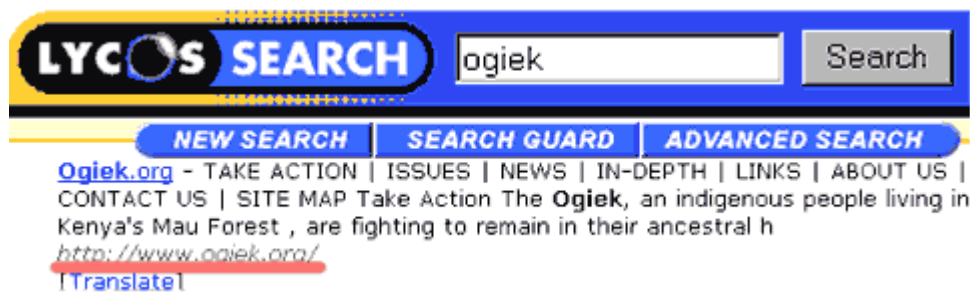 LYCOS SEARCH ogiek Search
NEW SEARCH SEARCH GUARD ADVANCED SEARCH
Ogiek.org - TAKE ACTION | ISSUES | NEWS | IN-DEPTH | LINKS | ABOUT US |
CONTACT US | SITE MAP Take Action The Ogiek, an indigenous people living in
Kenya's Mau Forest , are fighting to remain in their ancestral h
http://www.ogiek.org/
[Translate]